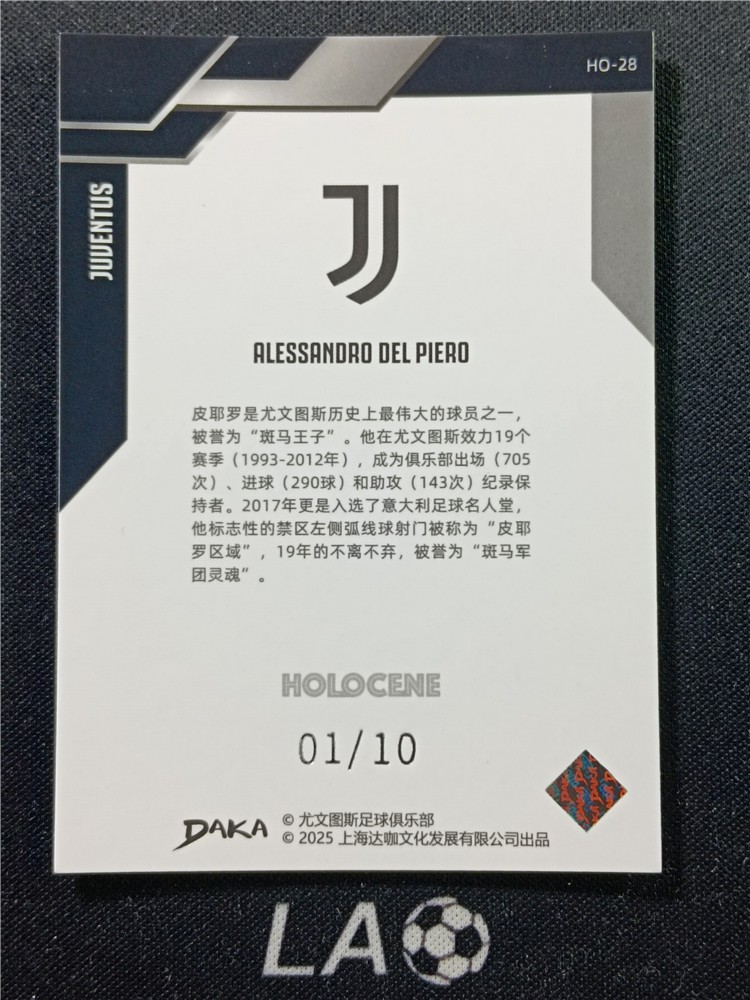 HO-28
JUVENTUS
ALESSANDRO DEL PIERO
皮耶罗是尤文图斯历史上最伟大的球员之一，
被誉为“斑马王子”。他在尤文图斯效力19个
赛季（1993-2012年），成为俱乐部出场（705
次）、进球（290球）和助攻（143次）纪录保
持者。2017年更是入选了意大利足球名人堂，
他标志性的禁区左侧弧线球射门被称为“皮耶
罗区域”，19年的不离不弃，被誉为“斑马军
团灵魂”。
HOLOCENE
01/10
DAKA
© 尤文图斯足球俱乐部
© 2025 上海达咖文化发展有限公司出品
LA